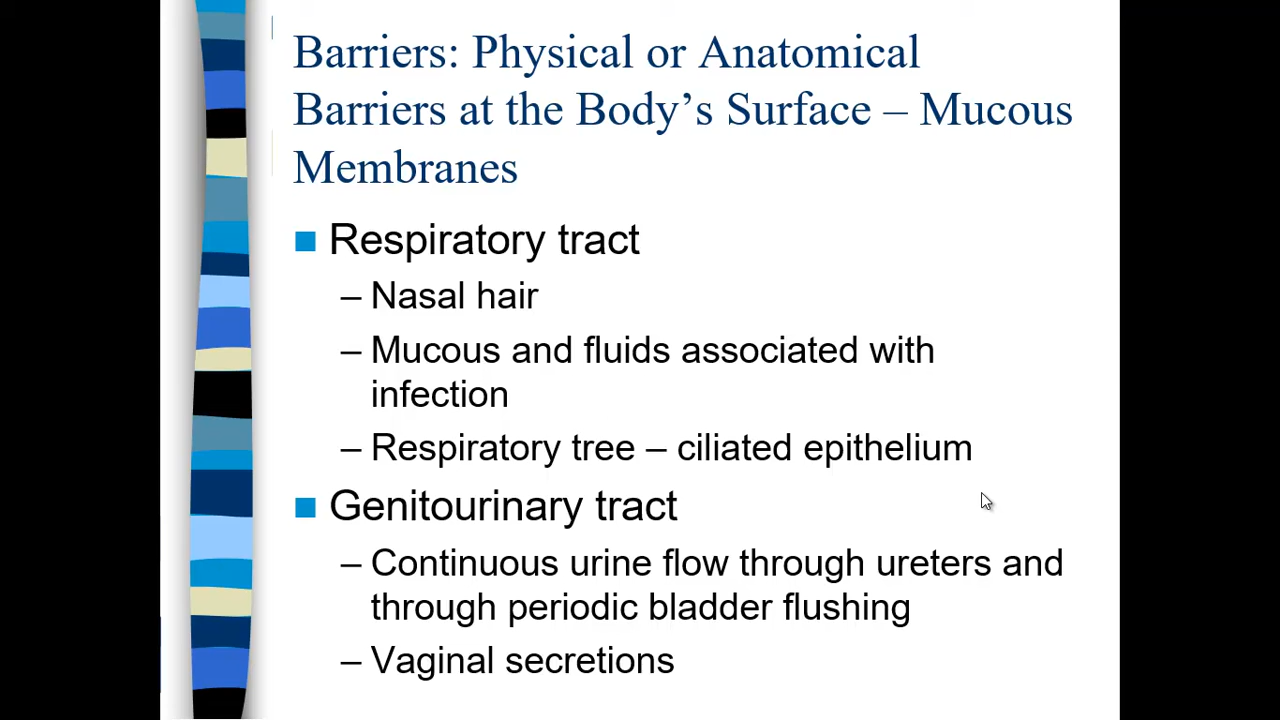 Barriers: Physical or Anatomical
Barriers at the Body’s Surface – Mucous
Membranes
Respiratory tract
– Nasal hair
– Mucous and fluids associated with
infection
– Respiratory tree – ciliated epithelium
Genitourinary tract
– Continuous urine flow through ureters and
through periodic bladder flushing
– Vaginal secretions